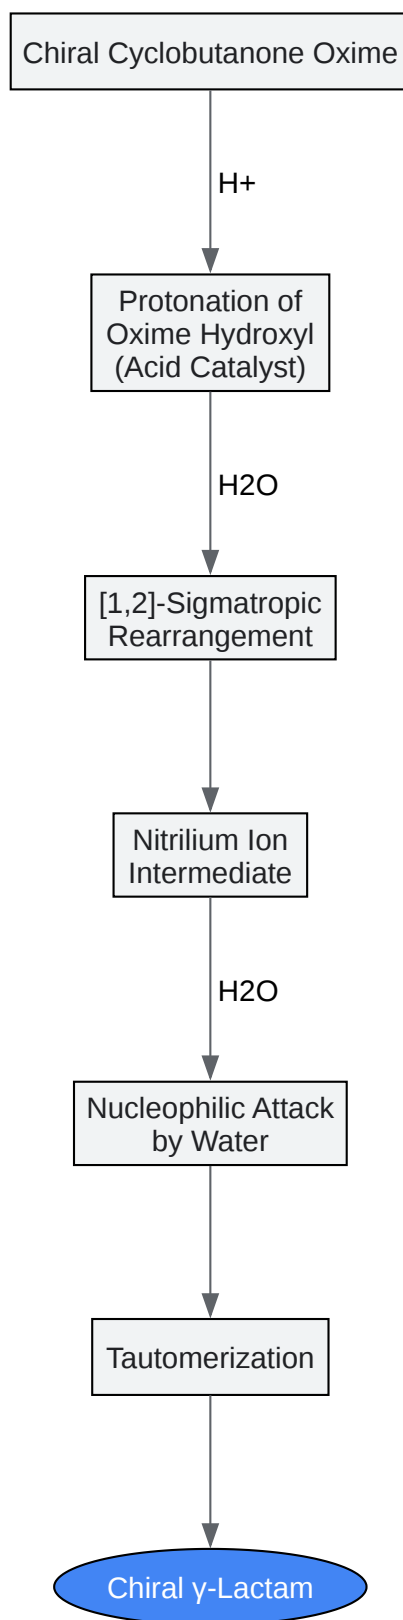 Chiral Cyclobutanone Oxime
H+
Protonation of
Oxime Hydroxyl
(Acid Catalyst)
H2O
[1,2]-Sigmatropic
Rearrangement
Nitrilium Ion
Intermediate
H2O
Nucleophilic Attack
by Water
Tautomerization
Chiral γ-Lactam